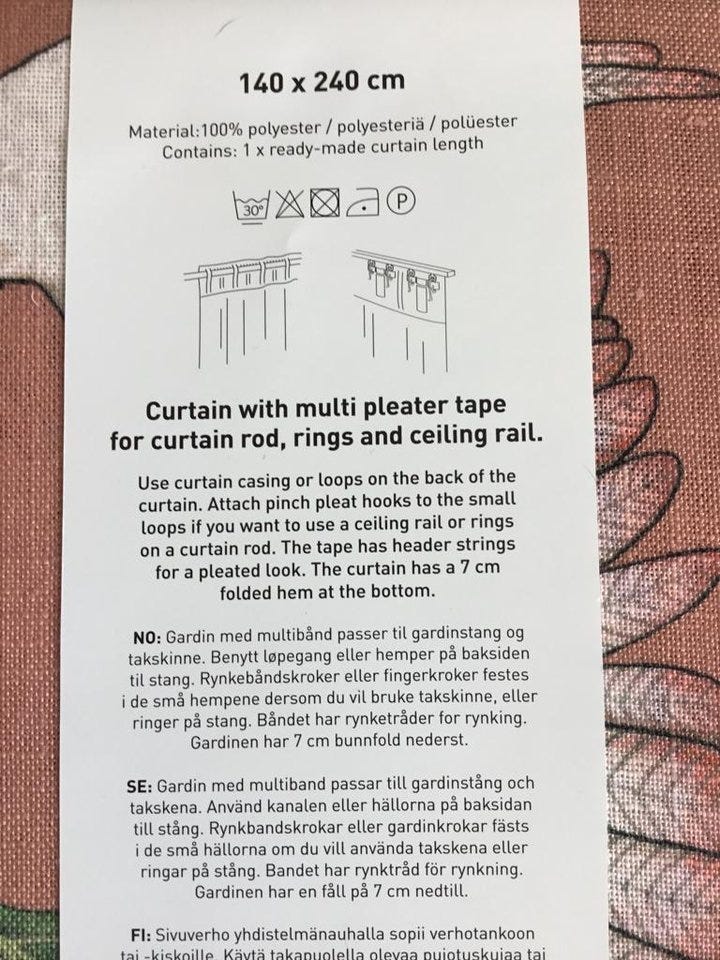 140 x 240 cm
Material:100% polyester / polyesteriä / polüester
Contains: 1 x ready-made curtain length
30° P
Curtain with multi pleater tape
for curtain rod, rings and ceiling rail.
Use curtain casing or loops on the back of the
curtain. Attach pinch pleat hooks to the small
loops if you want to use a ceiling rail or rings
on a curtain rod. The tape has header strings
for a pleated look. The curtain has a 7 cm
folded hem at the bottom.
NO: Gardin med multibånd passer til gardinstang og
takskinne. Benytt løpegang eller hemper på baksiden
til stang. Rynkebåndskroker eller fingerkroker festes
i de små hempene dersom du vil bruke takskinne, eller
ringer på stang. Båndet har rynketråder for rynking.
Gardinen har 7 cm bunnfold nederst.
SE: Gardin med multiband passar till gardinstång och
takskena. Använd kanalen eller hällorna på baksidan
till stång. Rynkbandskrokar eller gardinkrokar fästs
i de små hällorna om du vill använda takskena eller
ringar på stång. Bandet har rynktråd för rynkning.
Gardinen har en fåll på 7 cm nedtill.
FI: Sivuverho yhdistelmänauhalla sopii verhotankoon
tai -kiskoille. Käytä takapuolella olevaa pujotuskujaa tai